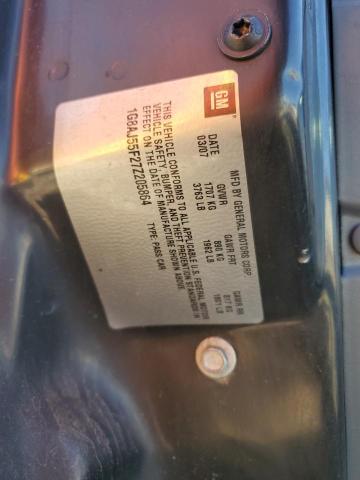 GM
MFD BY GENERAL MOTORS CORP
DATE GVWR GAWR FRT GAWR RR
03/07 1707 KG 890 KG 817 KG
3763 LB 1962 LB 1801 LB
THIS VEHICLE CONFORMS TO ALL APPLICABLE U.S. FEDERAL MOTOR
VEHICLE SAFETY, BUMPER, AND THEFT PREVENTION STANDARDS IN
EFFECT ON THE DATE OF MANUFACTURE SHOWN ABOVE.
1G8AJ55F27Z205864 TYPE: PASS CAR